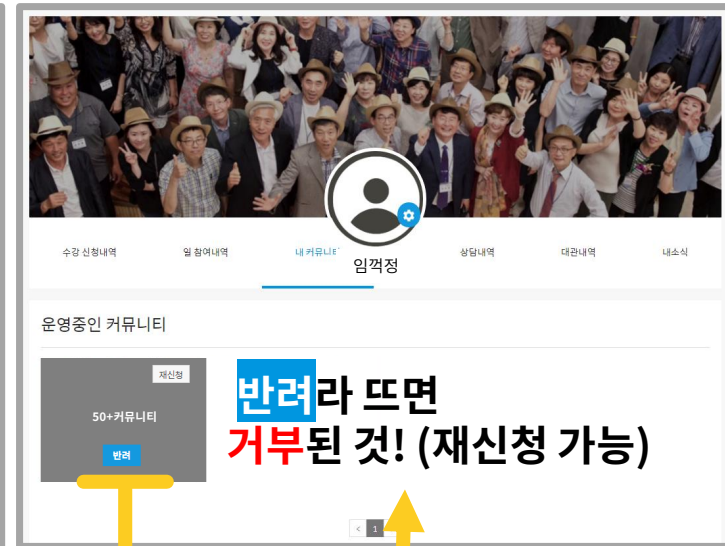 수강 신청내역
일 참여내역
내 커뮤니티
상담내역
대관내역
내소식
임꺽정
운영중인 커뮤니티
재신청
50+커뮤니티
반려
반려라 뜨면
거부된 것! (재신청 가능)
< 1